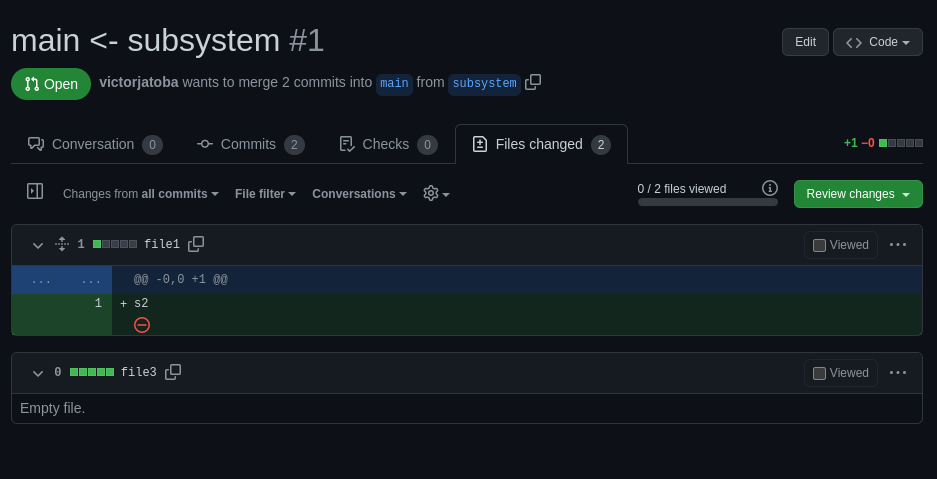 main <- subsystem #1
Edit
Code
Open
victorjatoba wants to merge 2 commits into main from subsystem
Conversation 0
Commits 2
Checks 0
Files changed 2
+1 −0
Changes from all commits
File filter
Conversations
0 / 2 files viewed
Review changes
1 file1
Viewed
... ... @@ -0,0 +1 @@
1 + s2
0 file3
Viewed
Empty file.